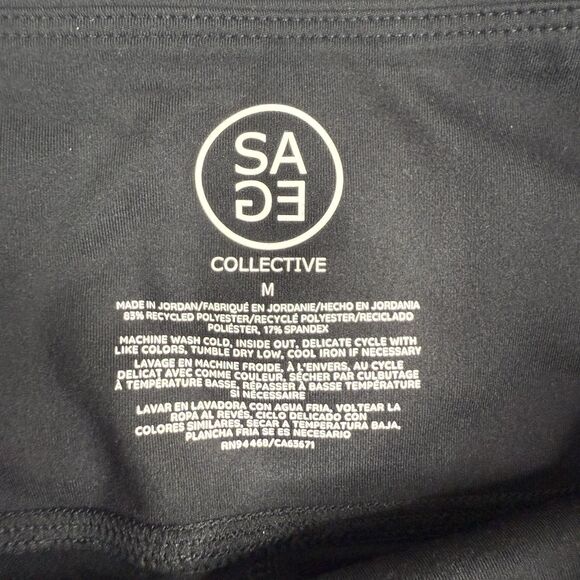 SA
GE
COLLECTIVE
M
MADE IN JORDAN/FABRIQUÉ EN JORDANIE/HECHO EN JORDANIA
83% RECYCLED POLYESTER/RECYCLÉ POLYESTER/RECICLADO
POLIÉSTER, 17% SPANDEX
MACHINE WASH COLD, INSIDE OUT, DELICATE CYCLE WITH
LIKE COLORS, TUMBLE DRY LOW, COOL IRON IF NECESSARY
LAVAGE EN MACHINE FROIDE, À L'ENVERS, AU CYCLE
DELICAT AVEC COMME COULEUR, SÉCHER PAR CULBUTAGE
À TEMPÉRATURE BASSE, REPASSER À BASSE TEMPÉRATURE
SI NÉCESSAIRE
LAVAR EN LAVADORA CON AGUA FRIA, VOLTEAR LA
ROPA AL REVÉS, CICLO DELICADO CON
COLORES SIMILARES, SECAR A TEMPERATURA BAJA,
PLANCHA FRIA SE ES NECESARIO
RN94468/CA63671